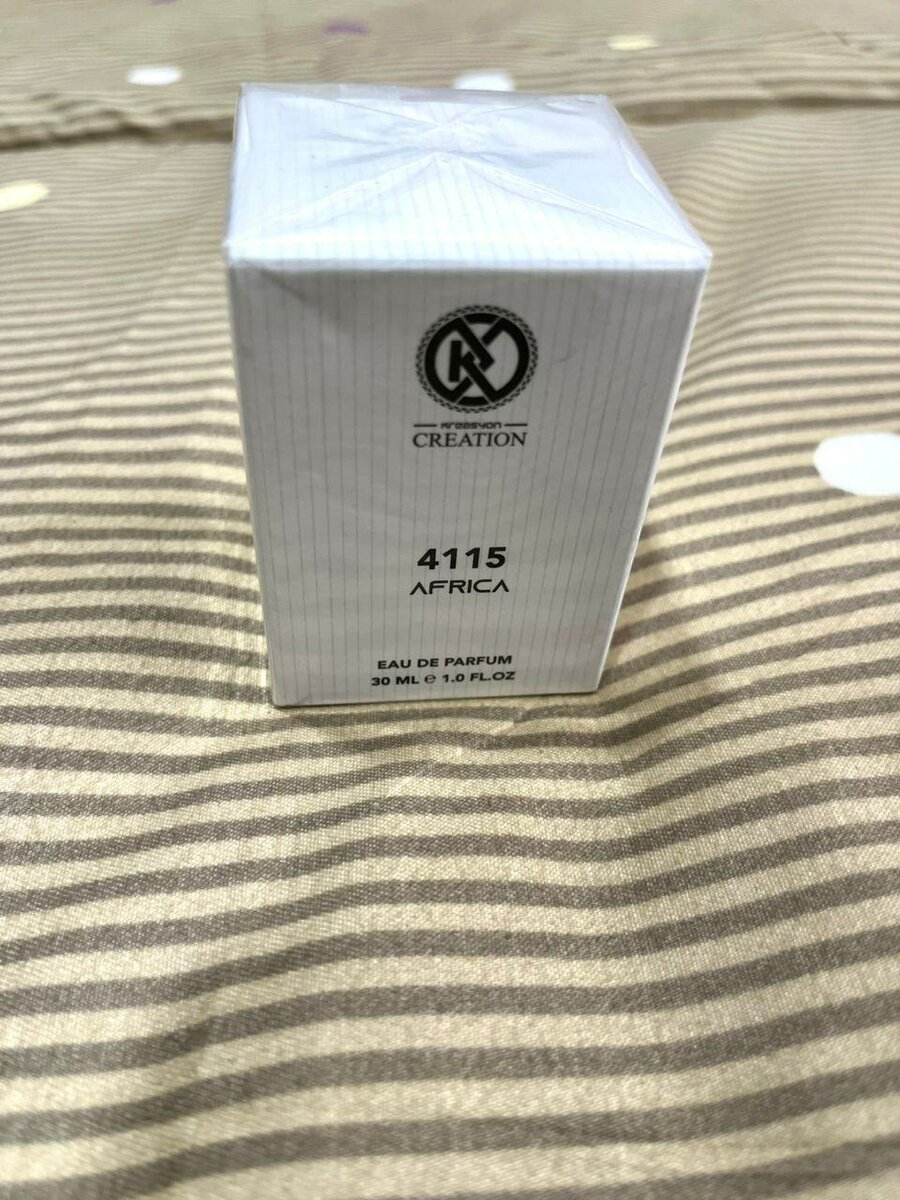 K
Kreasyon
CREATION
4115
AFRICA
EAU DE PARFUM
30 ML ℮ 1.0 FL.OZ